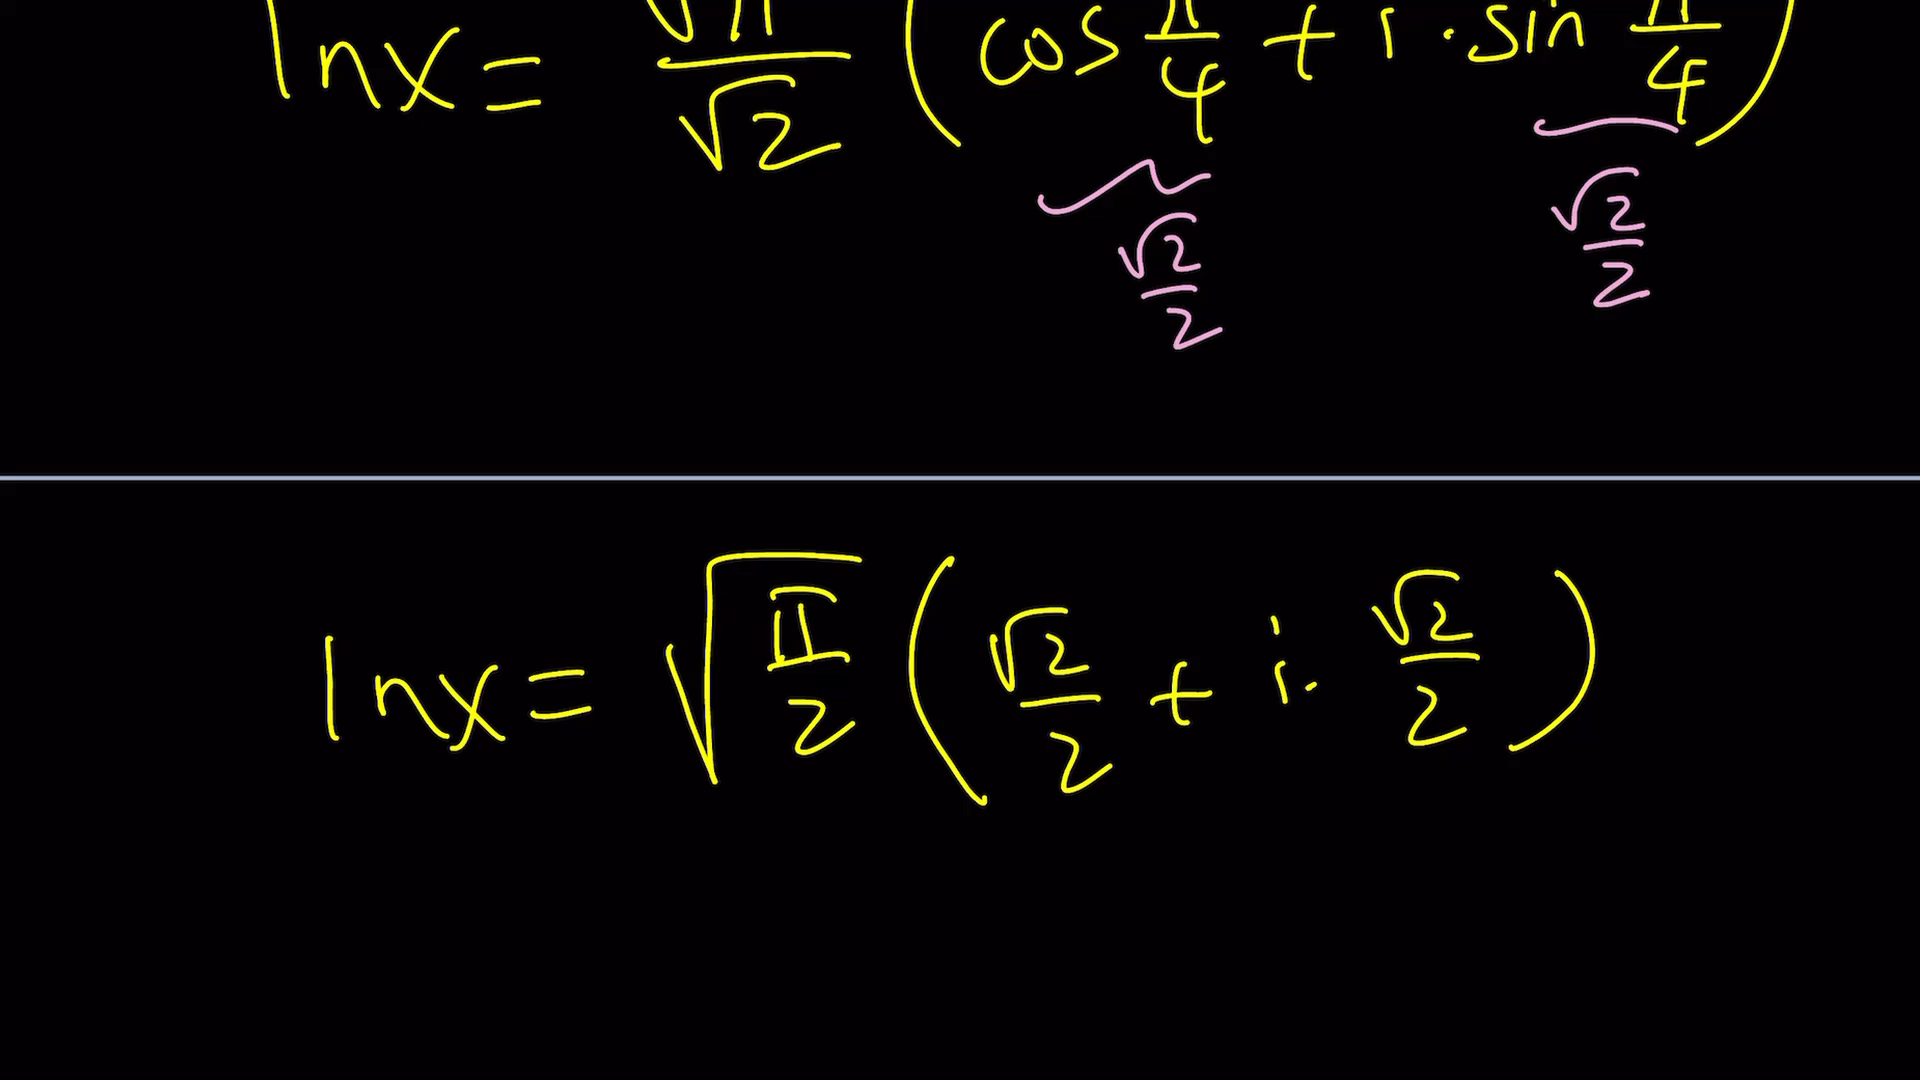 ln x = √π/√2 (cos π/4 + i · sin π/4)
√2/2 √2/2
ln x = √(π/2) (√2/2 + i · √2/2)